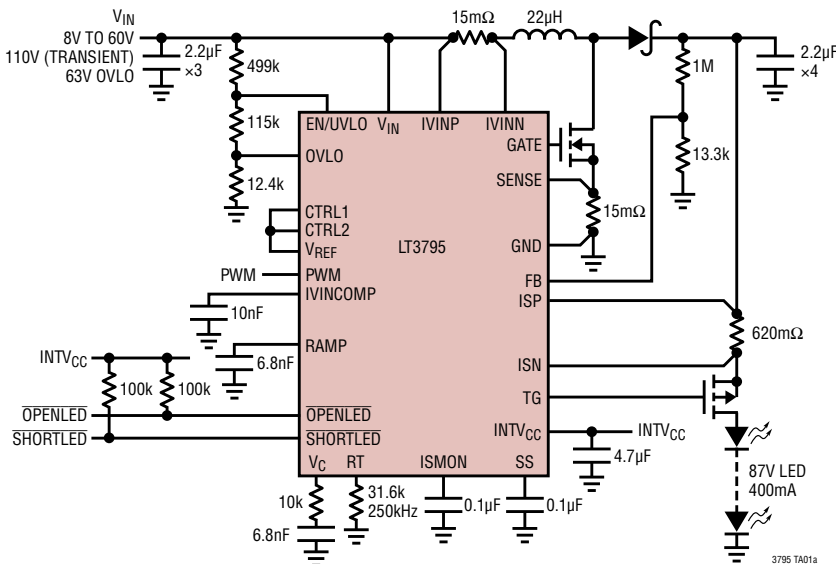 VIN
8V TO 60V
110V (TRANSIENT)
63V OVLO
2.2µF
×3
499k
115k
12.4k
15mΩ
22µH
1M
13.3k
2.2µF
×4
EN/UVLO
VIN
IVINP
IVINN
OVLO
GATE
SENSE
15mΩ
GND
CTRL1
CTRL2
VREF
LT3795
PWM
PWM
IVINCOMP
10nF
FB
ISP
620mΩ
ISN
RAMP
6.8nF
INTVCC
100k
100k
TG
OPENLED
OPENLED
SHORTLED
SHORTLED
INTVCC
INTVCC
4.7µF
87V LED
400mA
VC
RT
ISMON
SS
10k
6.8nF
31.6k
250kHz
0.1µF
0.1µF
3795 TA01a